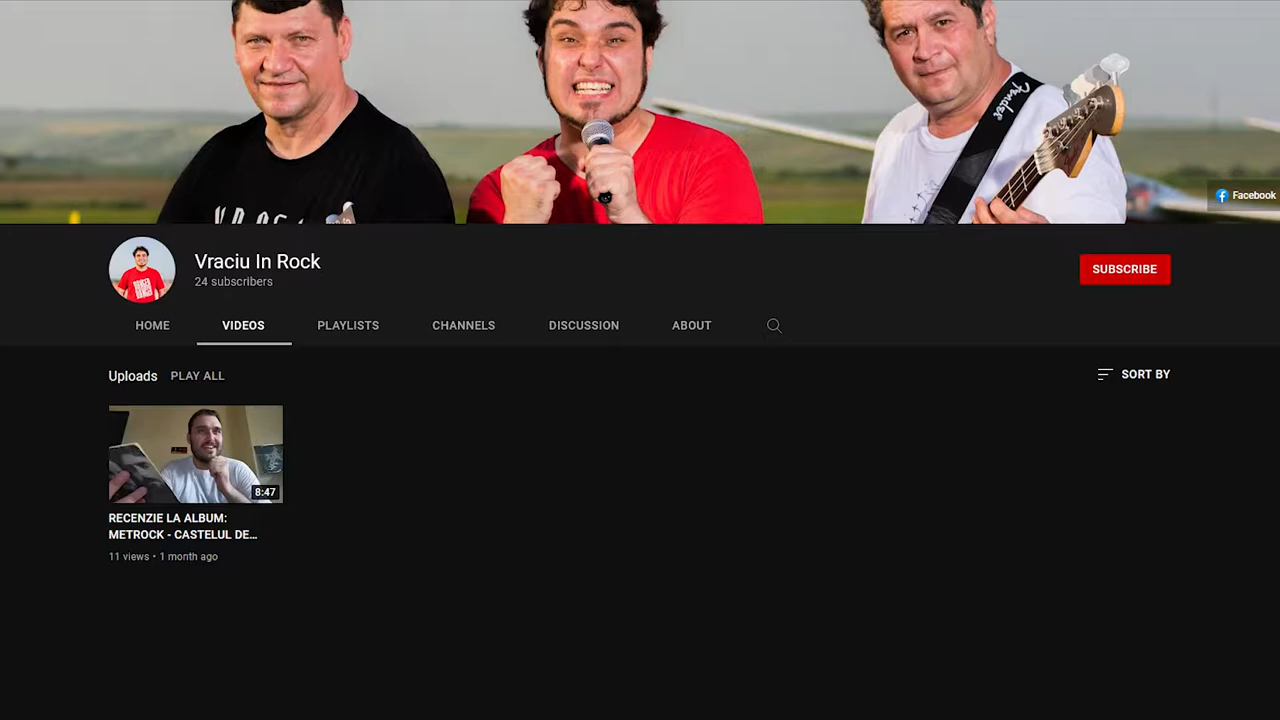 Fender
Facebook
Vraciu In Rock
24 subscribers
SUBSCRIBE
HOME VIDEOS PLAYLISTS CHANNELS DISCUSSION ABOUT
Uploads PLAY ALL
SORT BY
8:47
RECENZIE LA ALBUM:
METROCK - CASTELUL DE…
11 views • 1 month ago